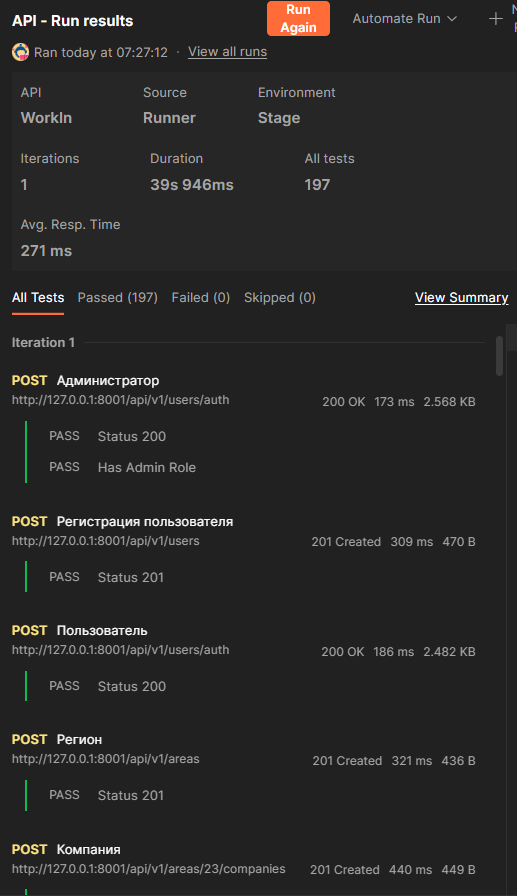 API - Run results
Run Again
Automate Run
Ran today at 07:27:12 · View all runs
API Source Environment
WorkIn Runner Stage
Iterations Duration All tests
1 39s 946ms 197
Avg. Resp. Time
271 ms
All Tests Passed (197) Failed (0) Skipped (0) View Summary
Iteration 1
POST Администратор
http://127.0.0.1:8001/api/v1/users/auth 200 OK 173 ms 2.568 KB
PASS Status 200
PASS Has Admin Role
POST Регистрация пользователя
http://127.0.0.1:8001/api/v1/users 201 Created 309 ms 470 B
PASS Status 201
POST Пользователь
http://127.0.0.1:8001/api/v1/users/auth 200 OK 186 ms 2.482 KB
PASS Status 200
POST Регион
http://127.0.0.1:8001/api/v1/areas 201 Created 321 ms 436 B
PASS Status 201
POST Компания
http://127.0.0.1:8001/api/v1/areas/23/companies 201 Created 440 ms 449 B